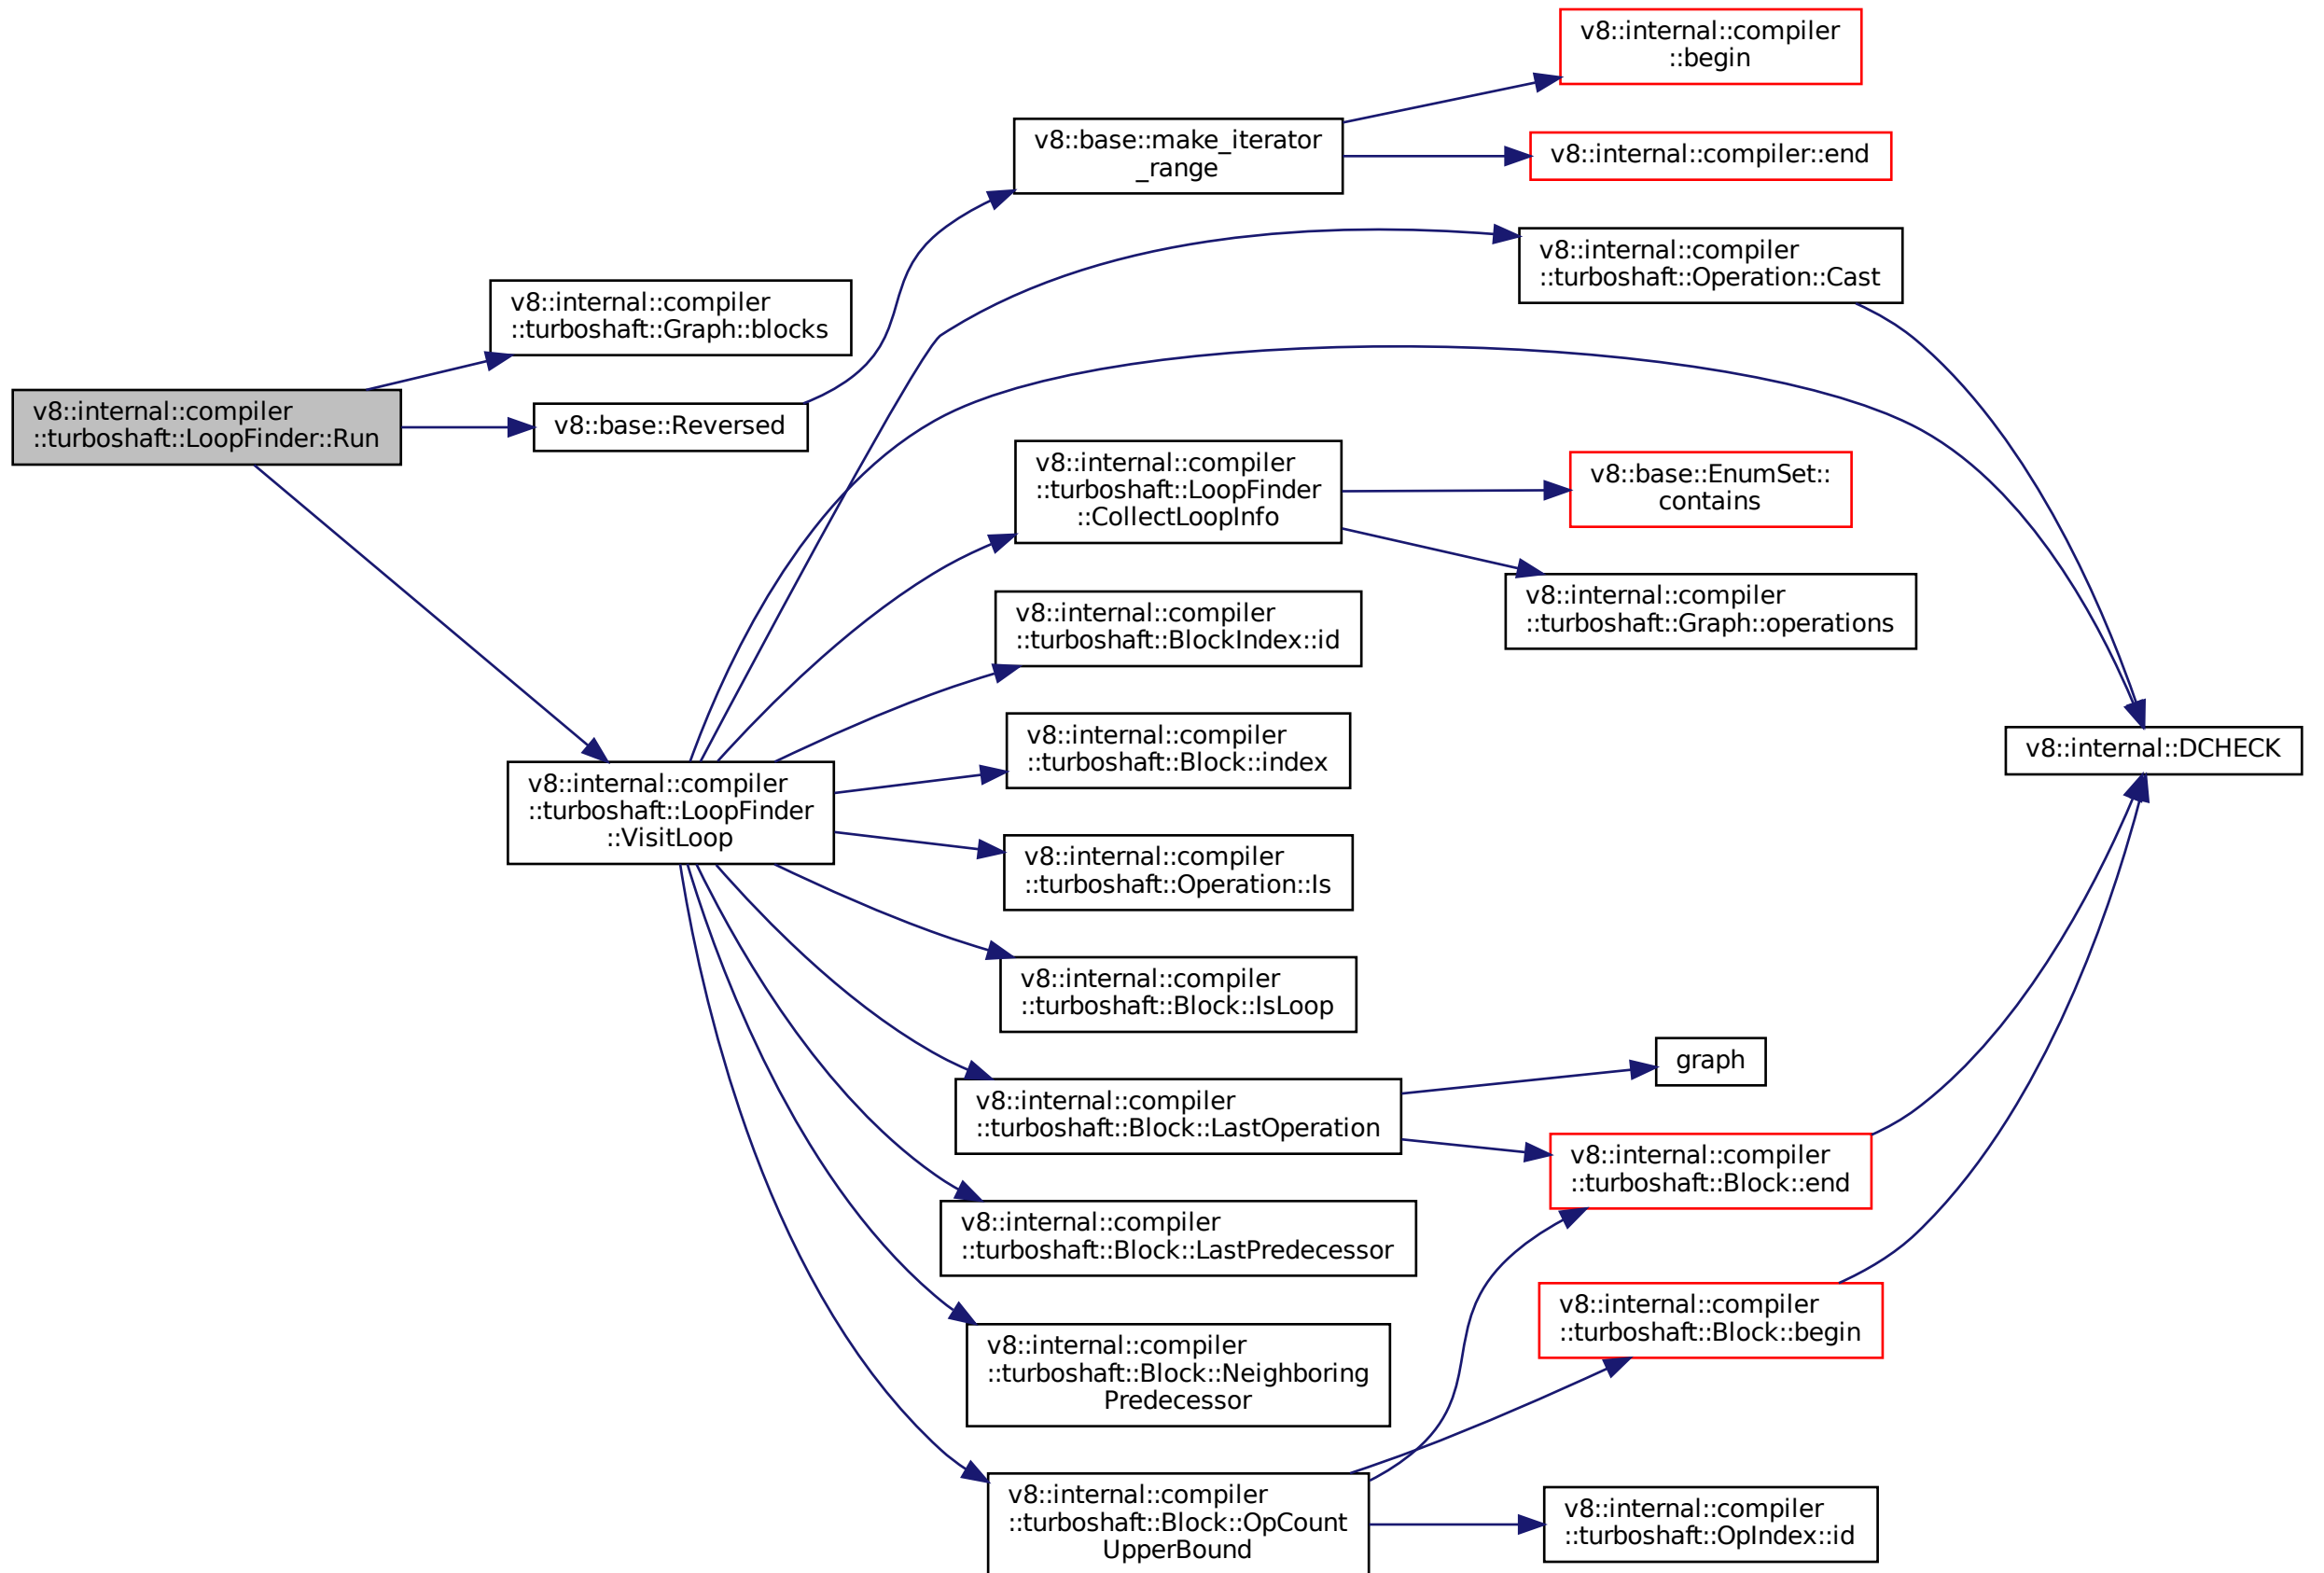 v8::internal::compiler
::turboshaft::LoopFinder::Run
v8::internal::compiler
::turboshaft::Graph::blocks
v8::base::Reversed
v8::internal::compiler
::turboshaft::LoopFinder
::VisitLoop
v8::base::make_iterator
_range
v8::internal::compiler
::begin
v8::internal::compiler::end
v8::internal::compiler
::turboshaft::Operation::Cast
v8::internal::compiler
::turboshaft::LoopFinder
::CollectLoopInfo
v8::base::EnumSet::
contains
v8::internal::compiler
::turboshaft::Graph::operations
v8::internal::compiler
::turboshaft::BlockIndex::id
v8::internal::compiler
::turboshaft::Block::index
v8::internal::DCHECK
v8::internal::compiler
::turboshaft::Operation::Is
v8::internal::compiler
::turboshaft::Block::IsLoop
v8::internal::compiler
::turboshaft::Block::LastOperation
graph
v8::internal::compiler
::turboshaft::Block::end
v8::internal::compiler
::turboshaft::Block::LastPredecessor
v8::internal::compiler
::turboshaft::Block::begin
v8::internal::compiler
::turboshaft::Block::Neighboring
Predecessor
v8::internal::compiler
::turboshaft::Block::OpCount
UpperBound
v8::internal::compiler
::turboshaft::OpIndex::id